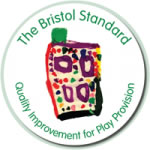 The Bristol Standard
Quality Improvement for Play Provision